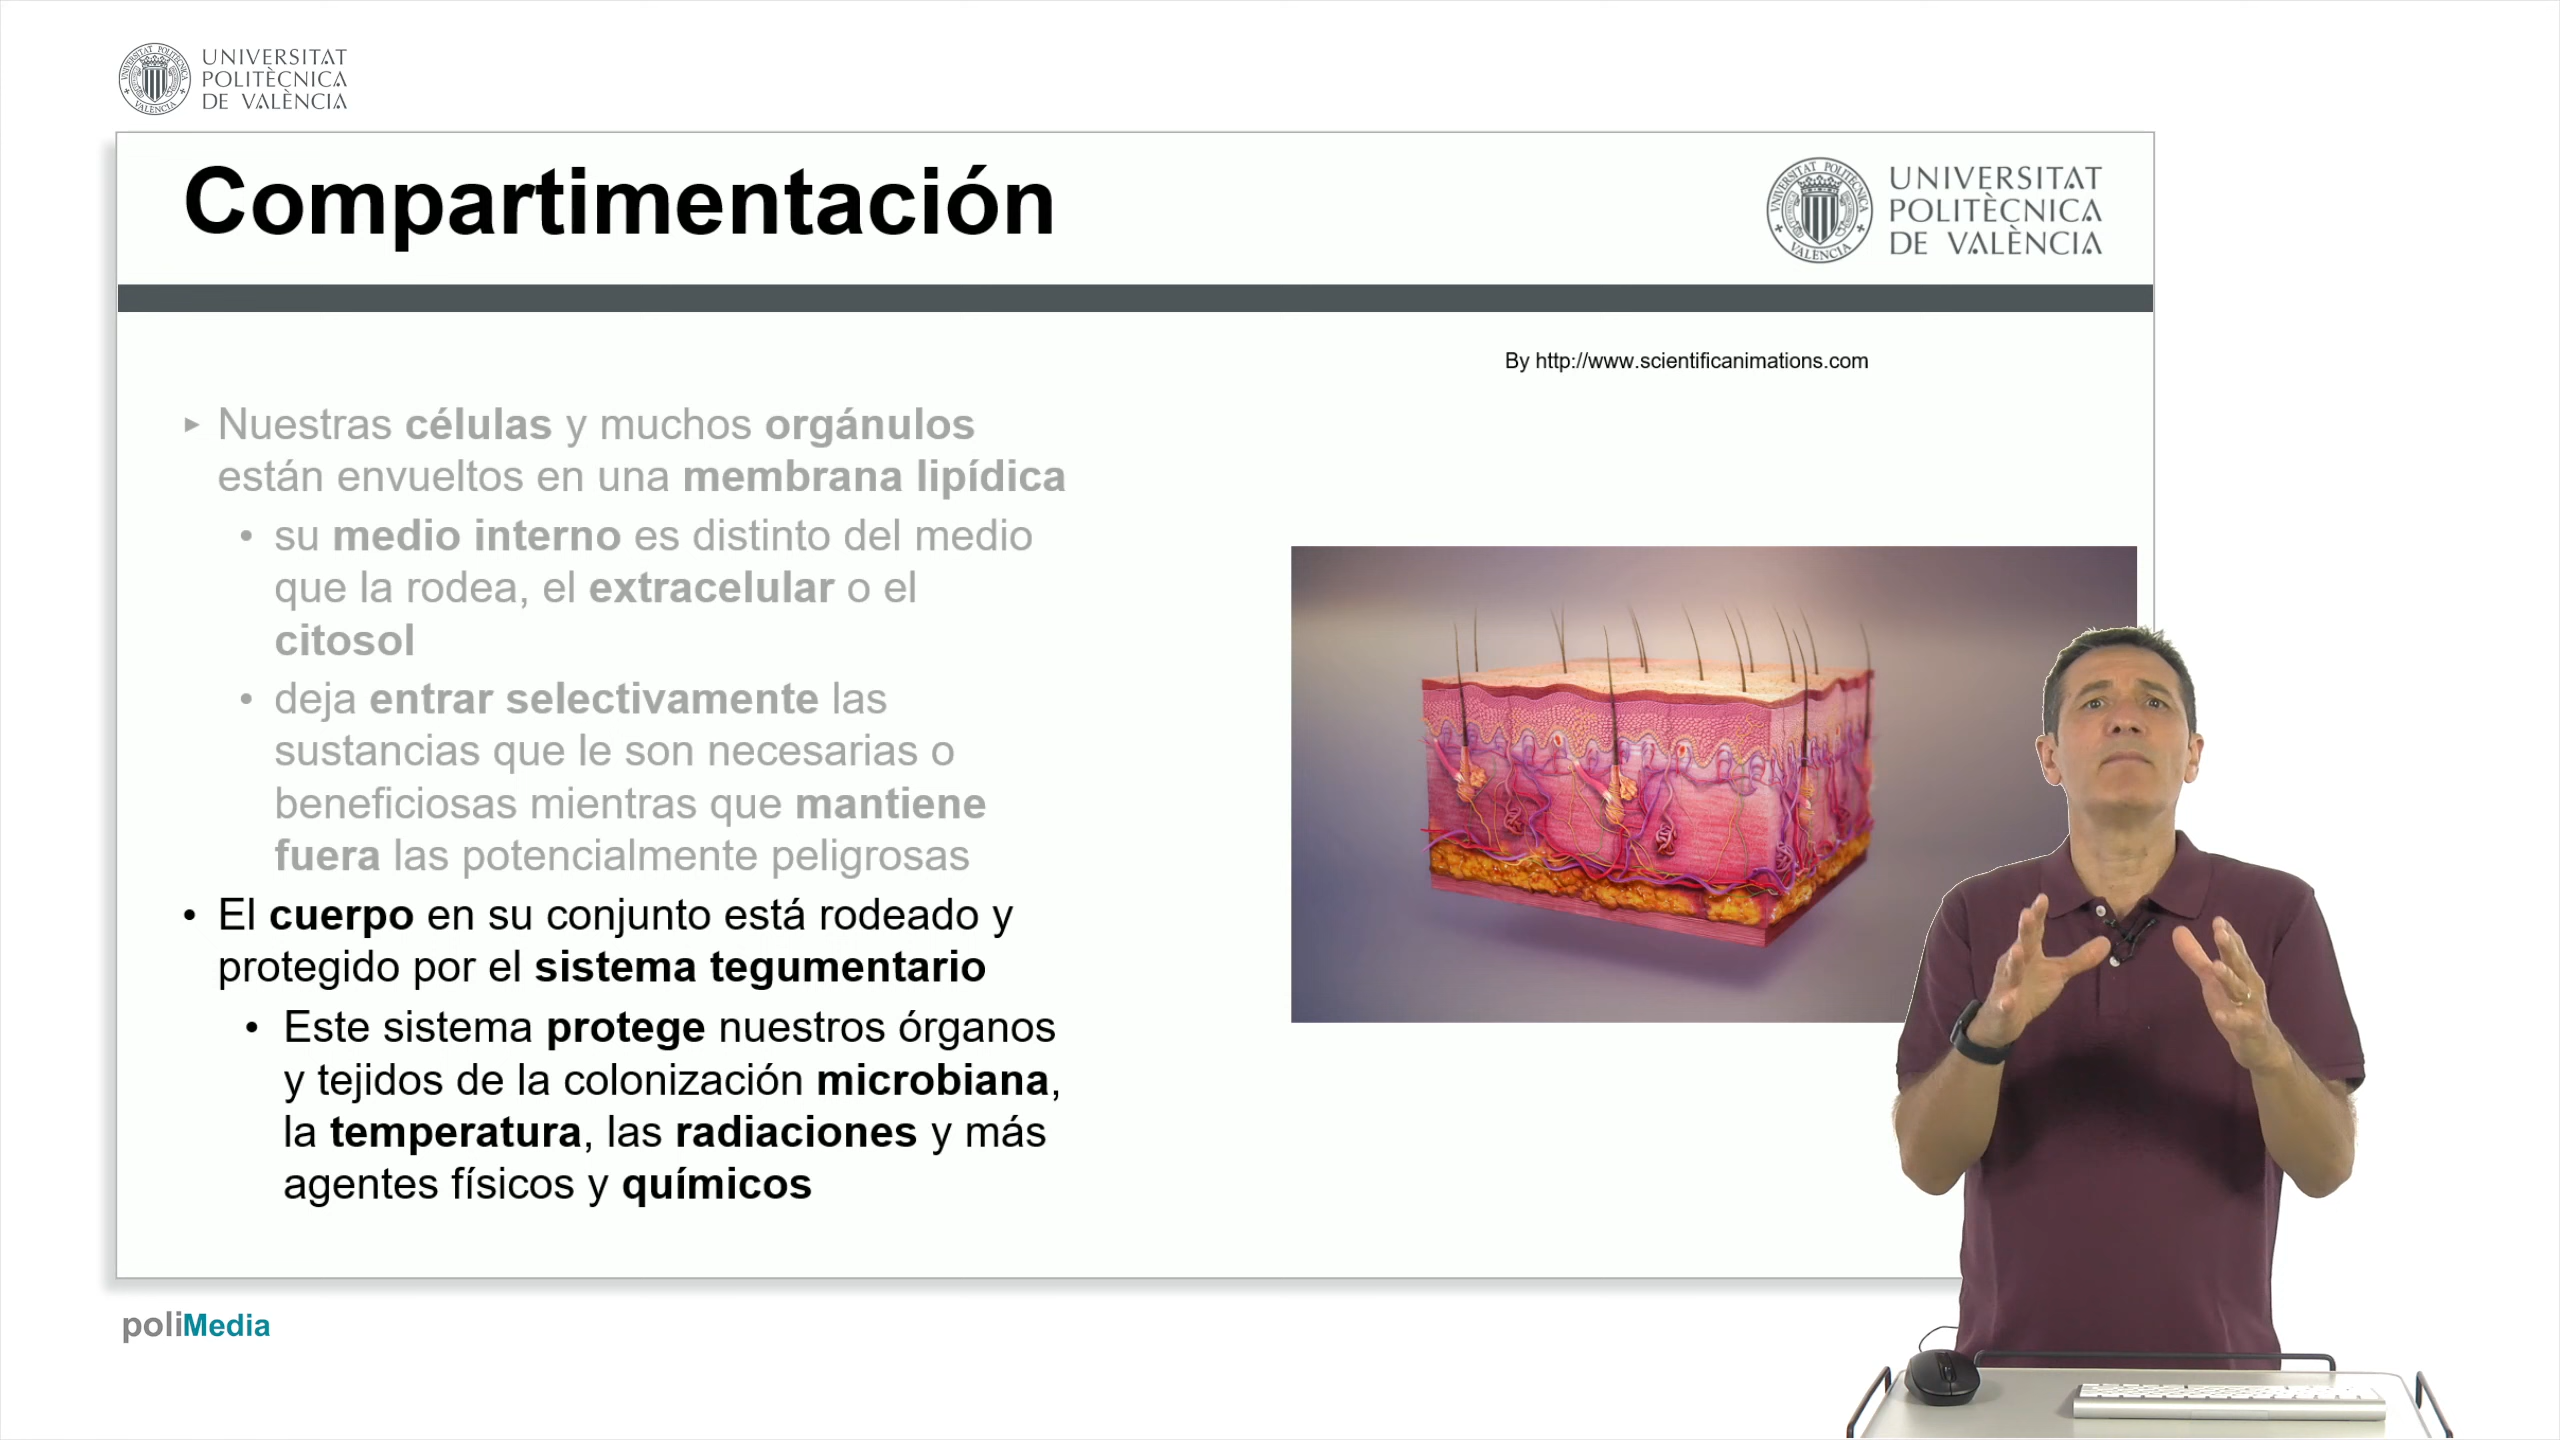 UNIVERSITAT
POLITÈCNICA
DE VALÈNCIA
Compartimentación
UNIVERSITAT
POLITÈCNICA
DE VALÈNCIA
By http://www.scientificanimations.com
▸ Nuestras células y muchos orgánulos
están envueltos en una membrana lipídica
• su medio interno es distinto del medio
que la rodea, el extracelular o el
citosol
• deja entrar selectivamente las
sustancias que le son necesarias o
beneficiosas mientras que mantiene
fuera las potencialmente peligrosas
• El cuerpo en su conjunto está rodeado y
protegido por el sistema tegumentario
• Este sistema protege nuestros órganos
y tejidos de la colonización microbiana,
la temperatura, las radiaciones y más
agentes físicos y químicos
poliMedia